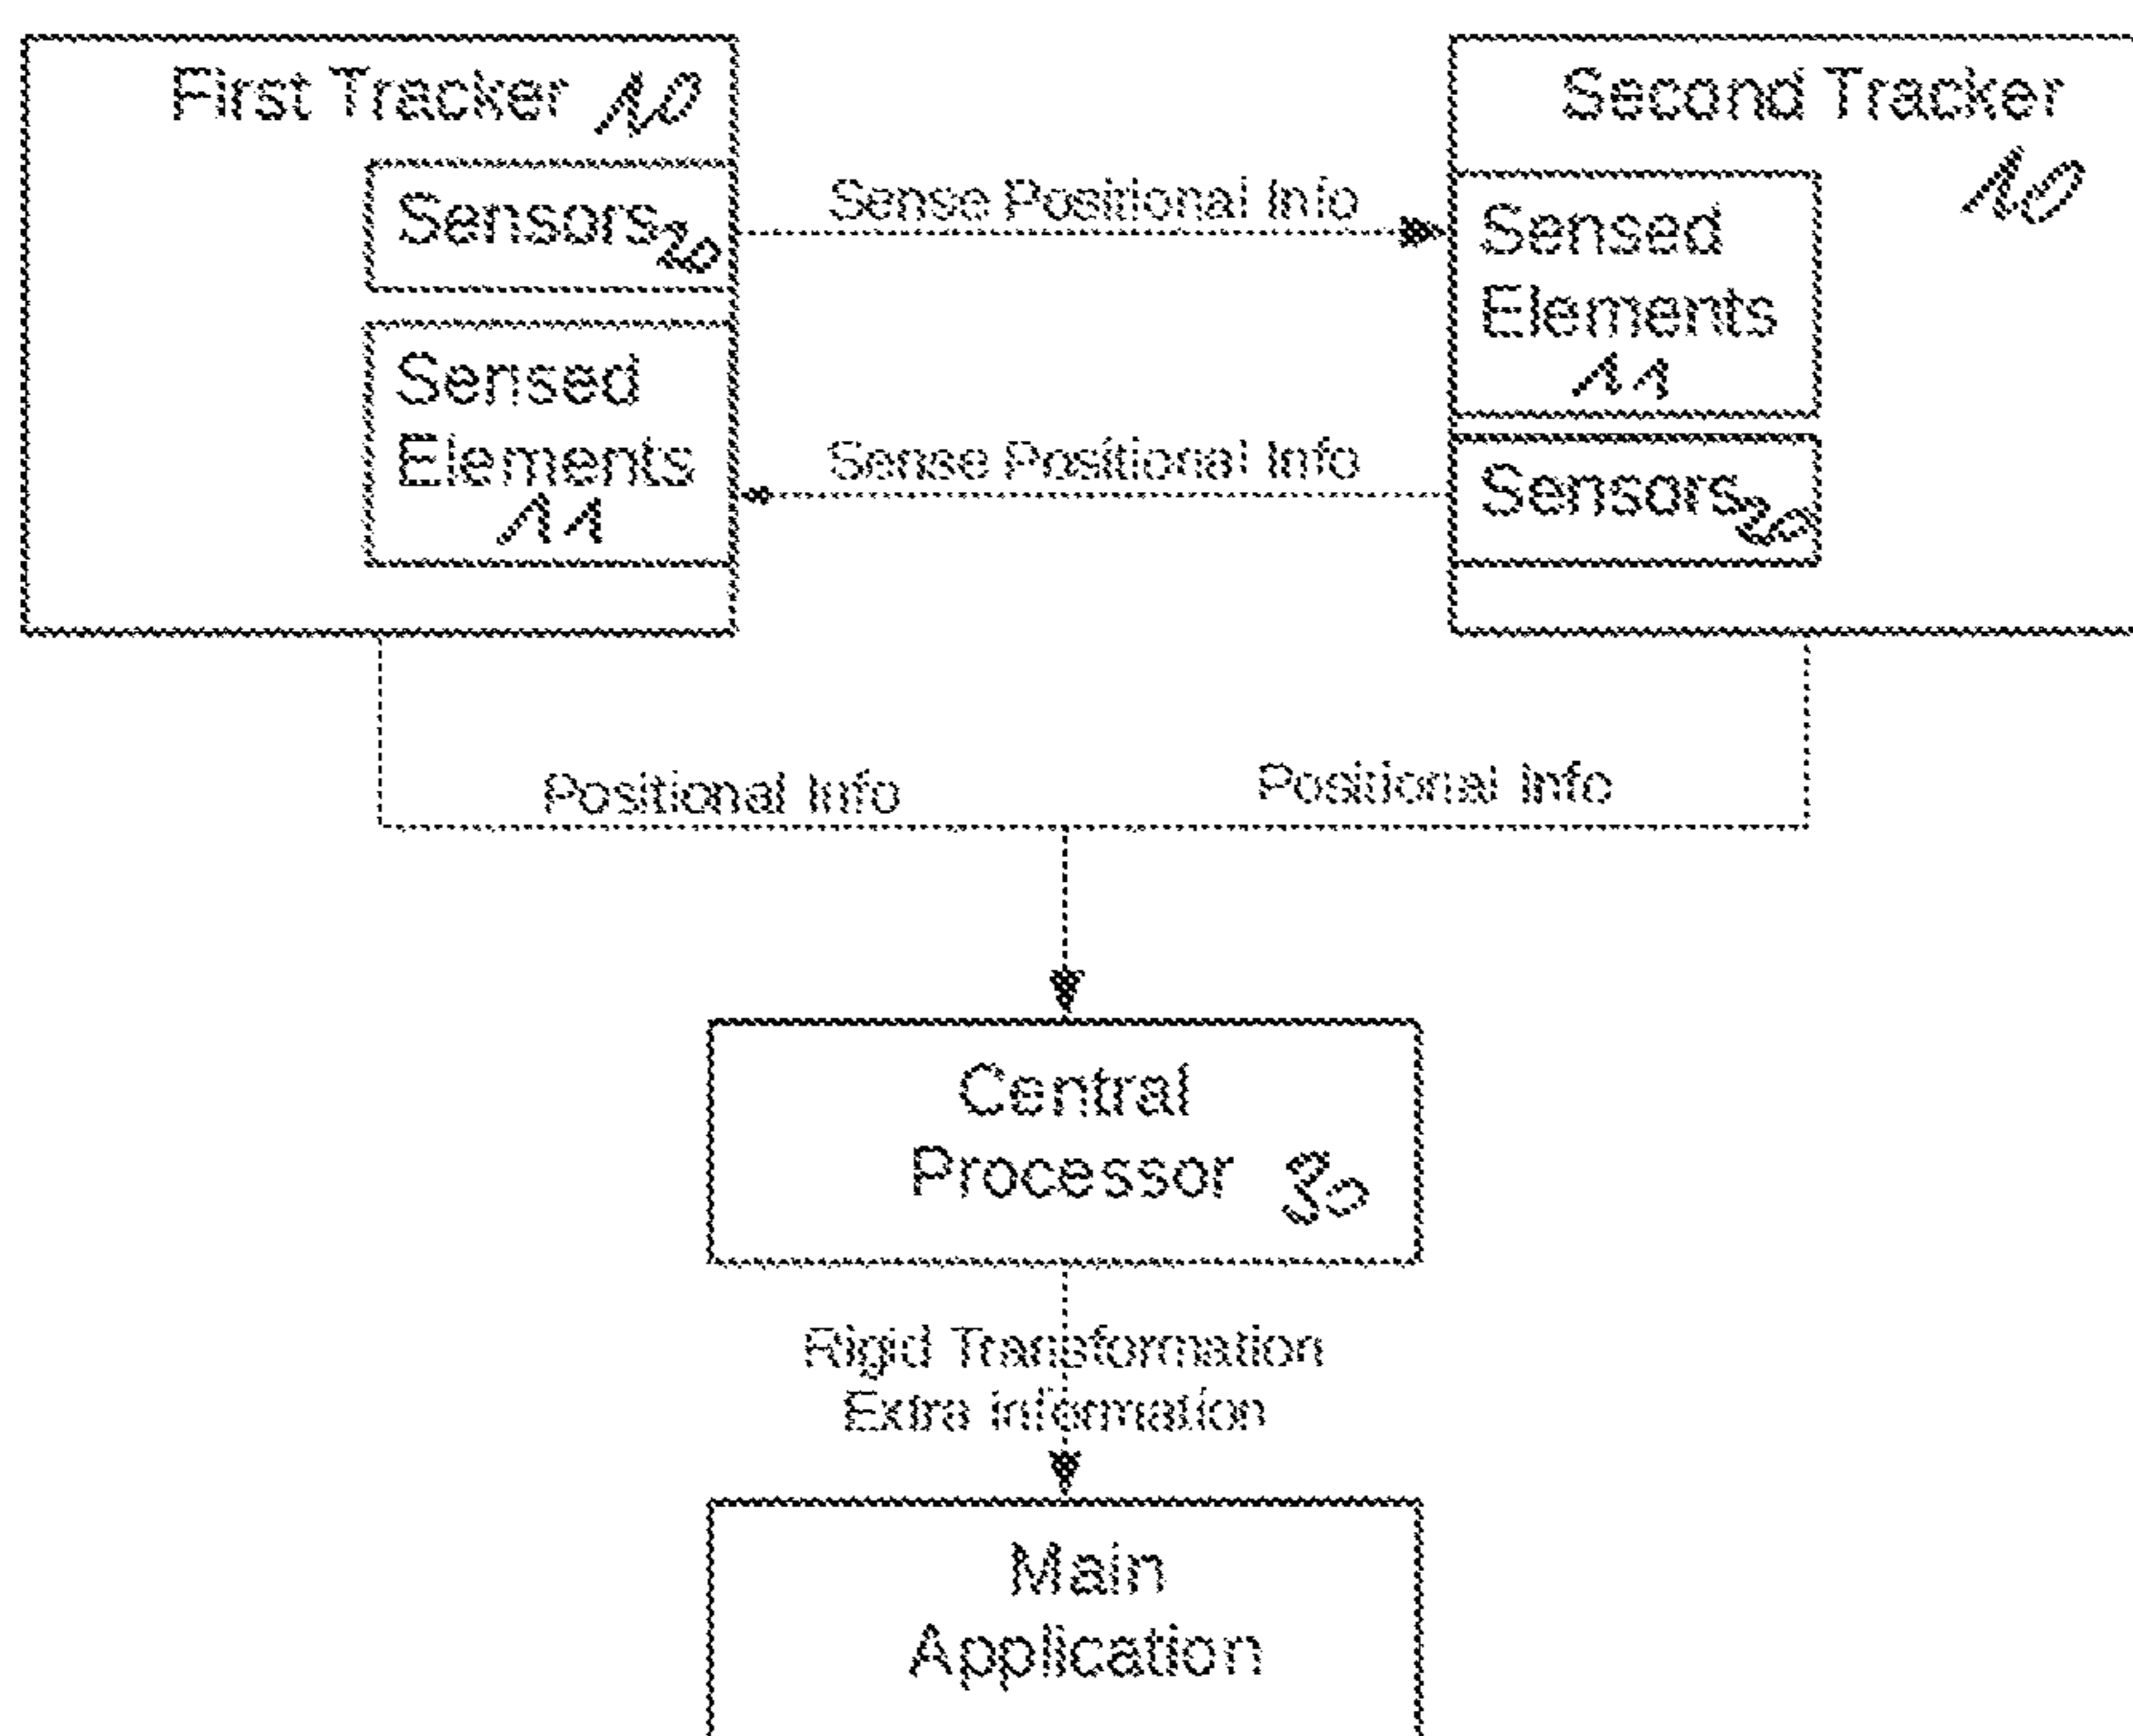 First Tracker 10
Sensors 20
Sensed
Elements
11
Sense Positional Info
Sense Positional Info
Second Tracker
10
Sensed
Elements
11
Sensors 20
Positional Info
Positional Info
Central
Processor 30
Rigid Transformation
Extra information
Main
Application